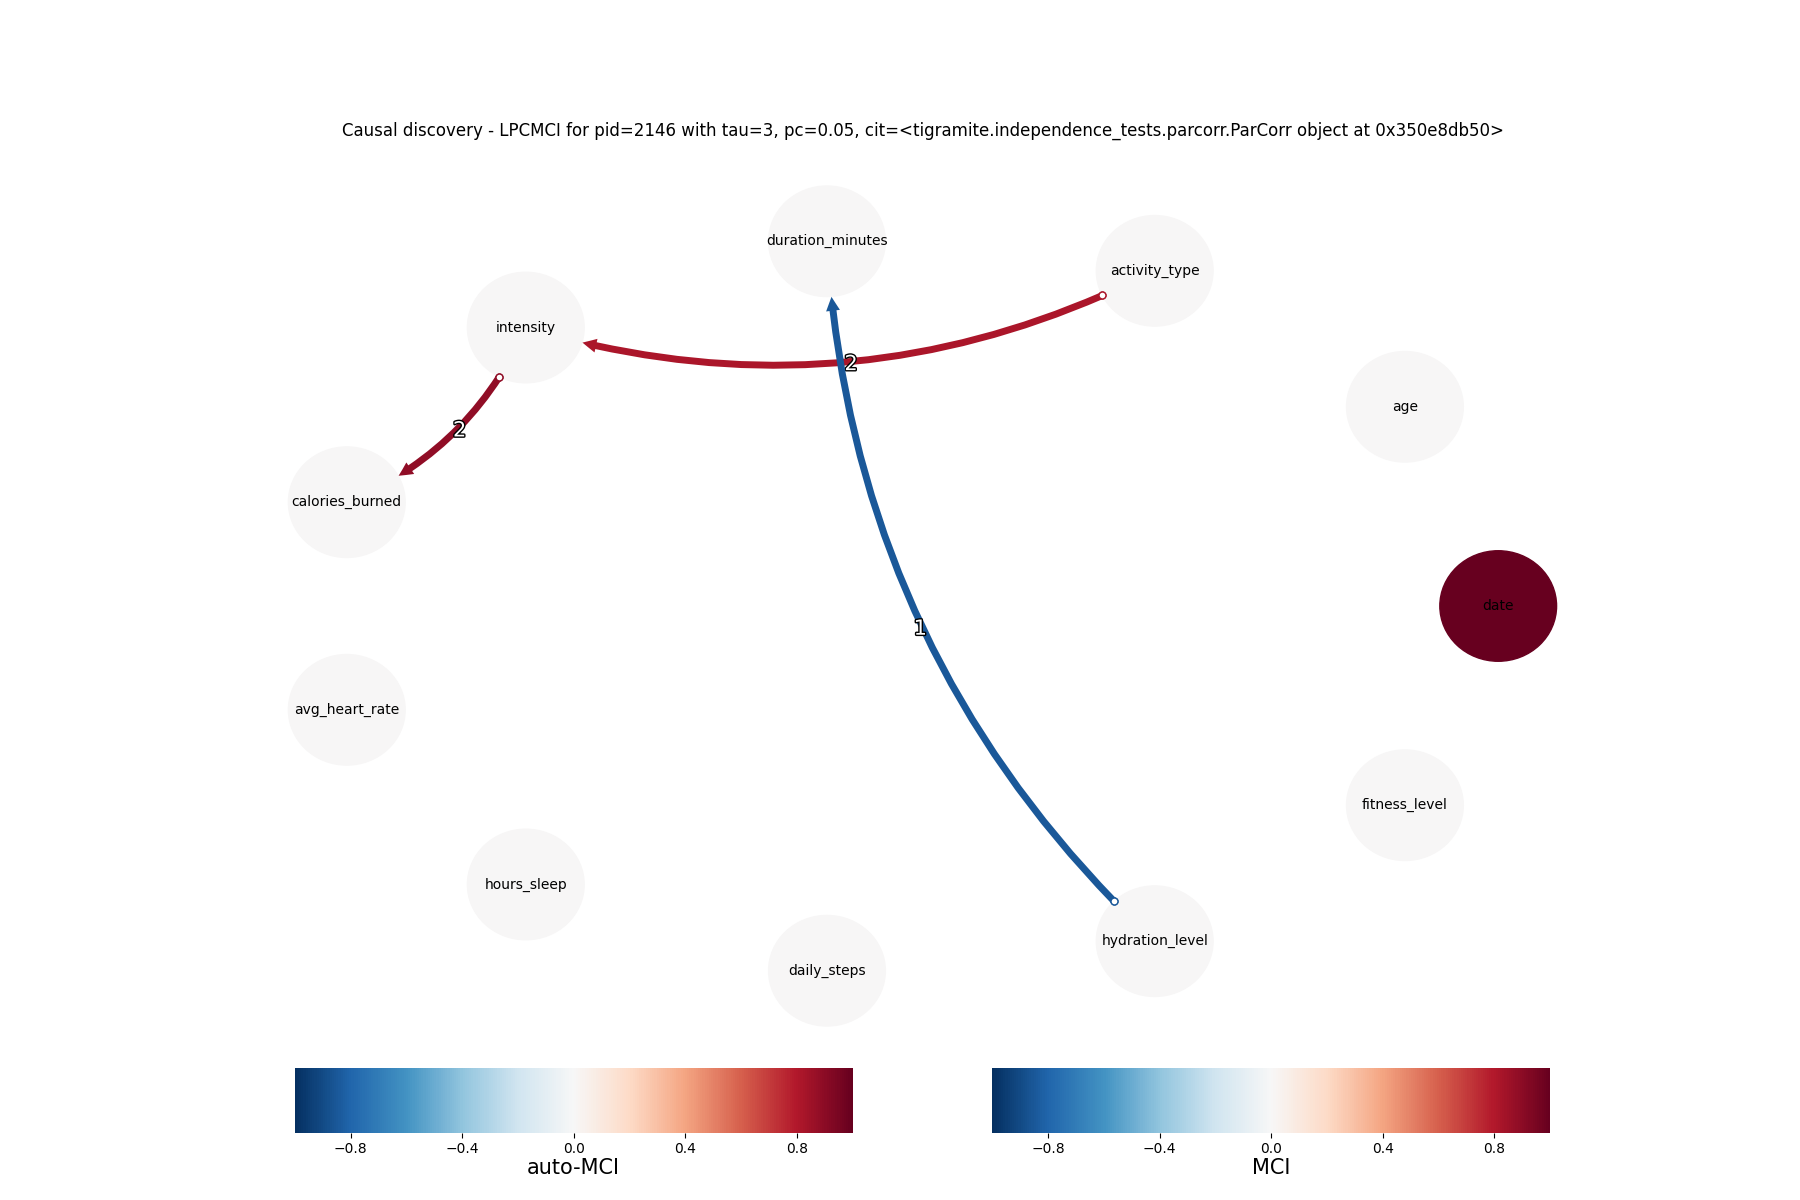 Causal discovery - LPCMCI for pid=2146 with tau=3, pc=0.05, cit=<tigramite.independence_tests.parcorr.ParCorr object at 0x350e8db50>
duration_minutes
activity_type
intensity
2
age
2
calories_burned
date
1
avg_heart_rate
fitness_level
hours_sleep
hydration_level
daily_steps
−0.8 −0.4 0.0 0.4 0.8
auto-MCI
−0.8 −0.4 0.0 0.4 0.8
MCI